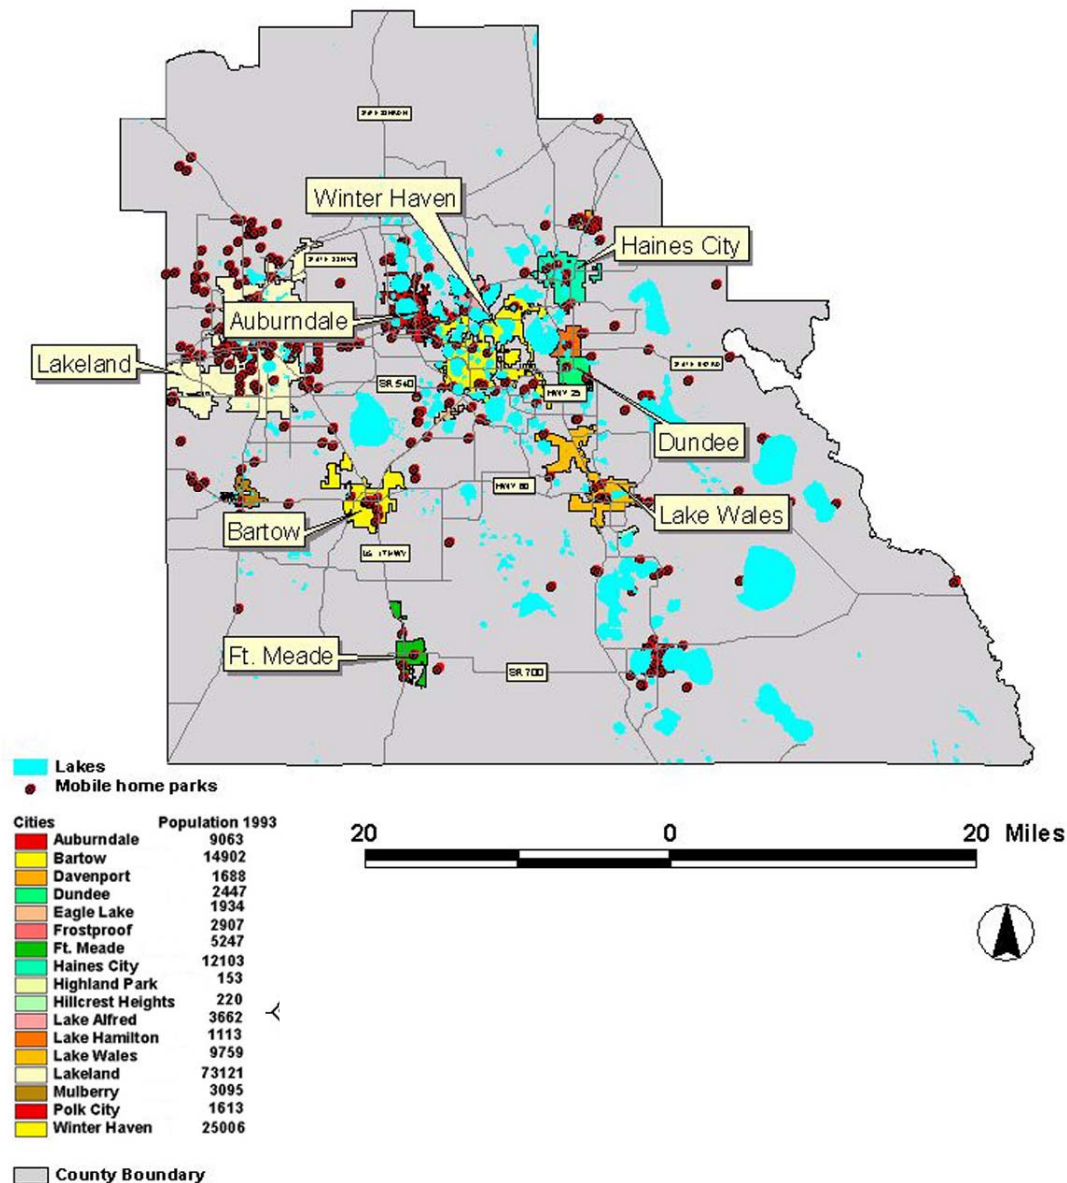 Winter Haven
Haines City
Auburndale
Lakeland
SR 540
HWY 25
Dundee
HWY 60
Lake Wales
Bartow
US 17 HWY
Ft. Meade
SR 700
Lakes
Mobile home parks
20 0 20 Miles
Cities Population 1993
Auburndale 9063
Bartow 14902
Davenport 1688
Dundee 2447
Eagle Lake 1934
Frostproof 2907
Ft. Meade 5247
Haines City 12103
Highland Park 153
Hillcrest Heights 220
Lake Alfred 3662
Lake Hamilton 1113
Lake Wales 9759
Lakeland 73121
Mulberry 3095
Polk City 1613
Winter Haven 25006
County Boundary